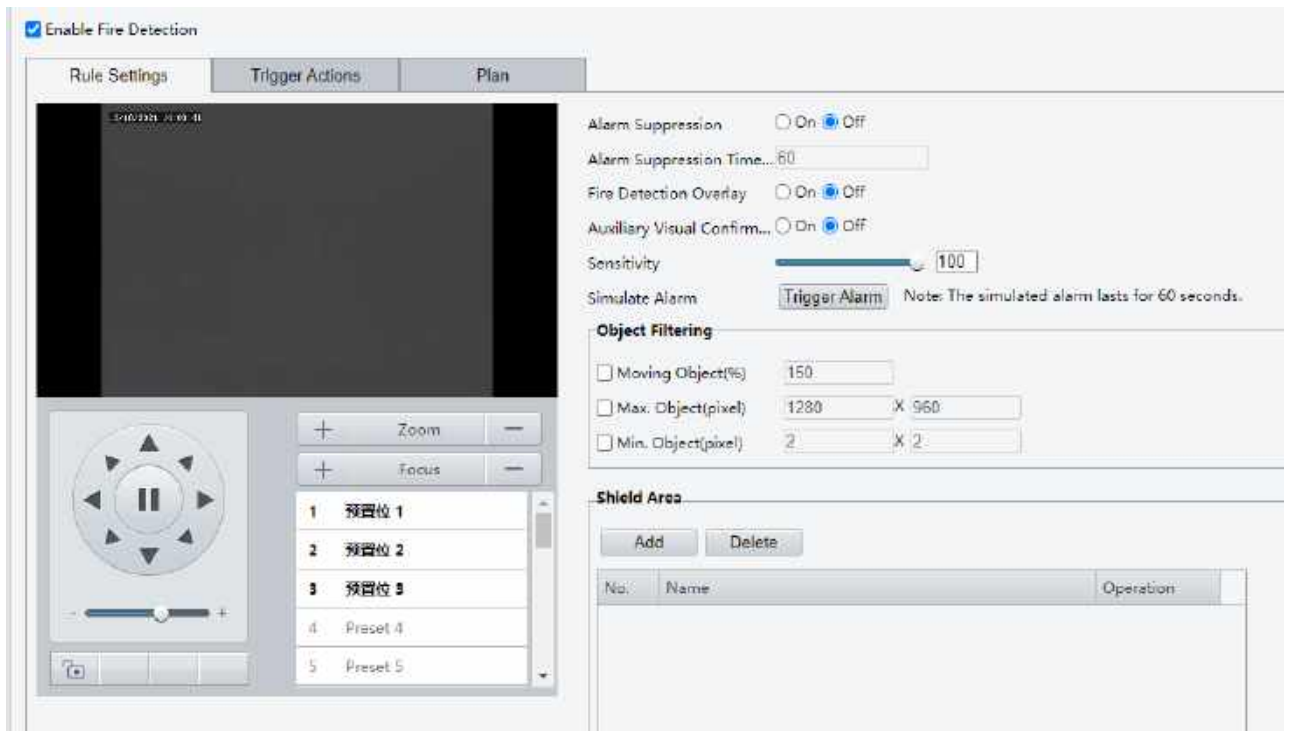 Enable Fire Detection
Rule Settings Trigger Actions Plan
Alarm Suppression On Off
Alarm Suppression Time... 60
Fire Detection Overlay On Off
Auxiliary Visual Confirm... On Off
Sensitivity 100
Simulate Alarm Trigger Alarm Note: The simulated alarm lasts for 60 seconds.
Object Filtering
Moving Object(%) 150
Max. Object(pixel) 1280 X 960
Min. Object(pixel) 2 X 2
+ Zoom −
+ Focus −
1 预置位 1
2 预置位 2
3 预置位 3
4 Preset 4
5 Preset 5
- +
Shield Area
Add Delete
No. Name Operation